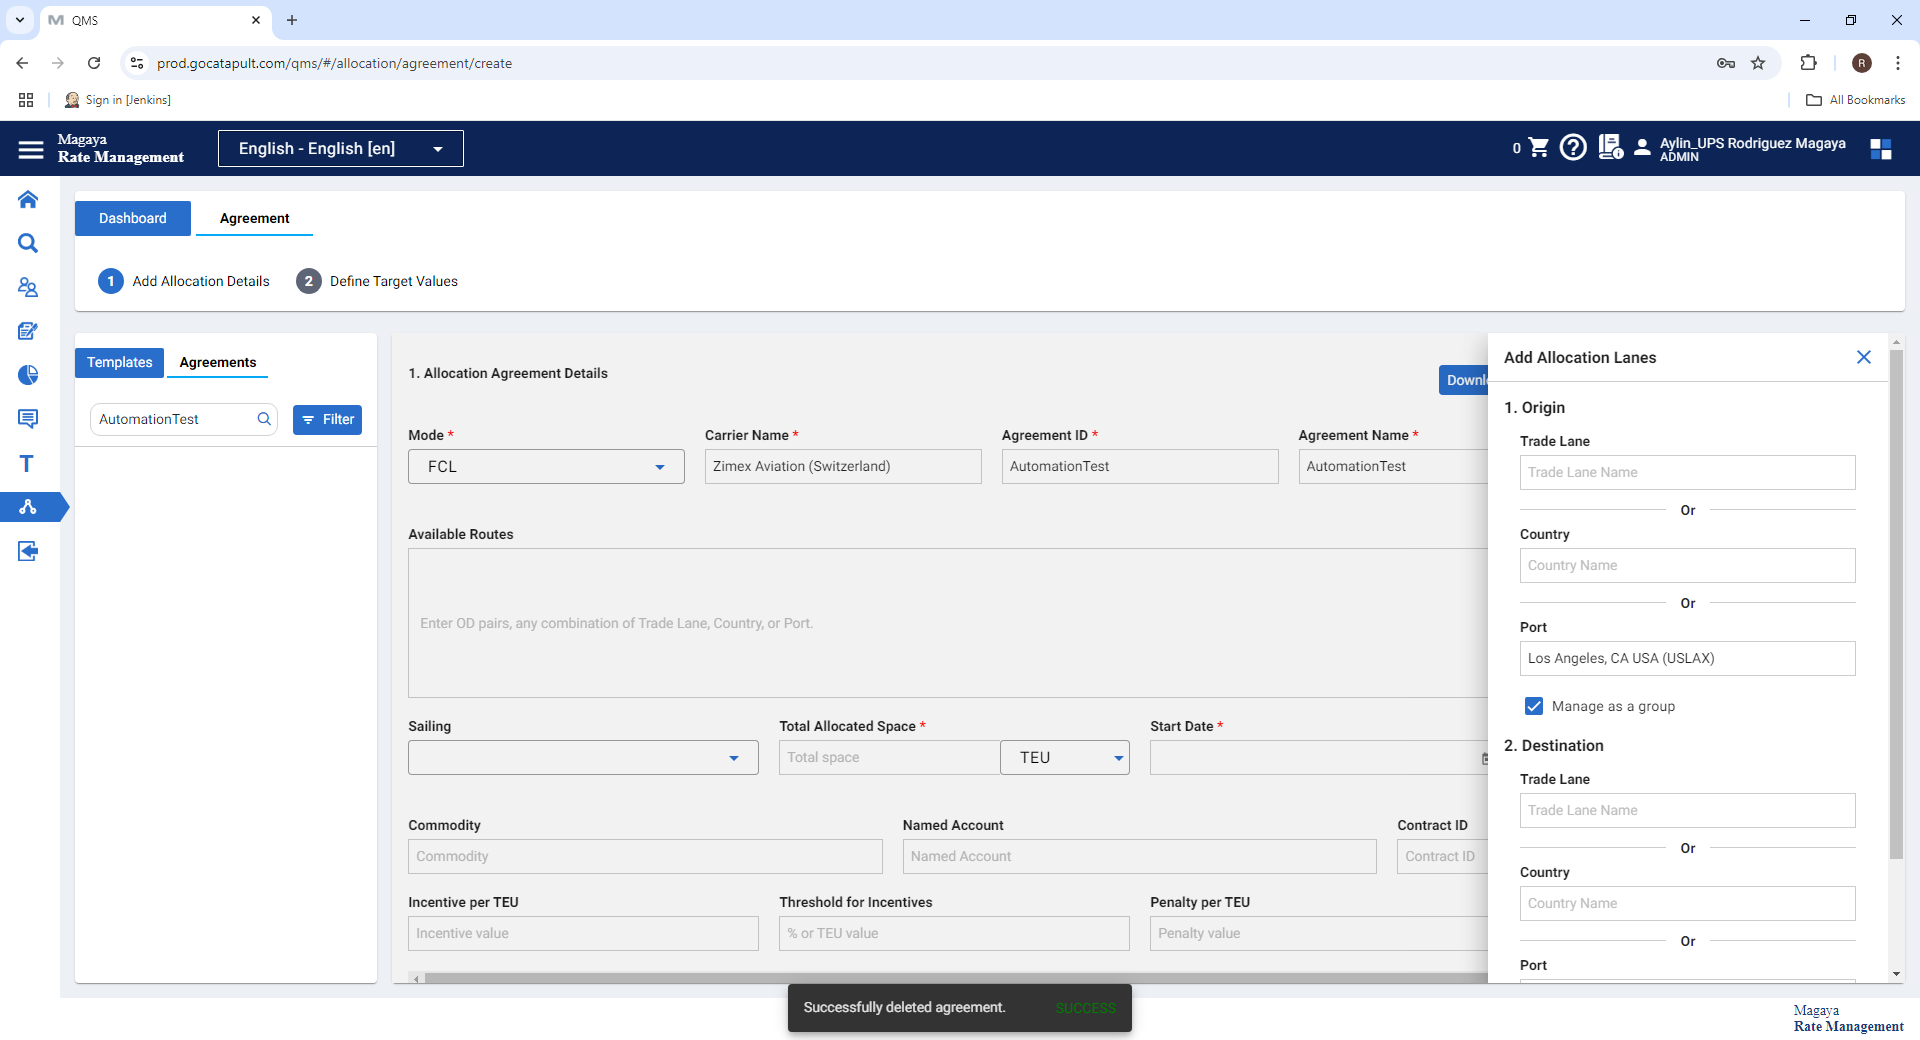 QMS
prod.gocatapult.com/qms/#/allocation/agreement/create
R
Sign in [Jenkins]
All Bookmarks
Magaya
Rate Management
English - English [en]
0
Aylin_UPS Rodriguez Magaya
ADMIN
Dashboard
Agreement
1 Add Allocation Details
2 Define Target Values
Templates
Agreements
AutomationTest
Filter
T
1. Allocation Agreement Details
Downl
Mode *
Carrier Name *
Agreement ID *
Agreement Name *
FCL
Zimex Aviation (Switzerland)
AutomationTest
AutomationTest
Available Routes
Enter OD pairs, any combination of Trade Lane, Country, or Port.
Sailing
Total Allocated Space *
Start Date *
Total space
TEU
Commodity
Named Account
Contract ID
Commodity
Named Account
Contract ID
Incentive per TEU
Threshold for Incentives
Penalty per TEU
Incentive value
% or TEU value
Penalty value
Add Allocation Lanes
1. Origin
Trade Lane
Trade Lane Name
Or
Country
Country Name
Or
Port
Los Angeles, CA USA (USLAX)
Manage as a group
2. Destination
Trade Lane
Trade Lane Name
Or
Country
Country Name
Or
Port
Successfully deleted agreement.
SUCCESS
Magaya
Rate Management